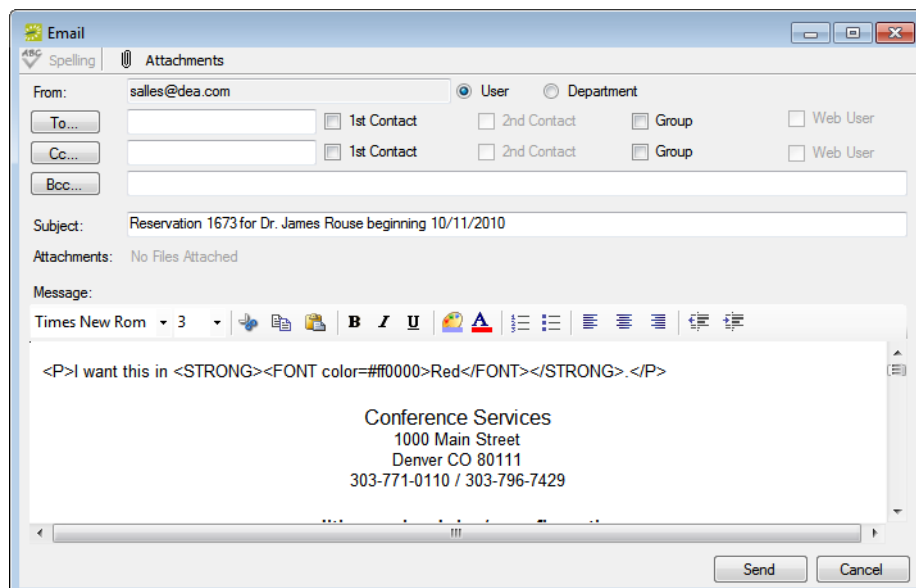 Email
ABC Spelling Attachments
From: salles@dea.com User Department
To... 1st Contact 2nd Contact Group Web User
Cc... 1st Contact 2nd Contact Group Web User
Bcc...
Subject: Reservation 1673 for Dr. James Rouse beginning 10/11/2010
Attachments: No Files Attached
Message:
Times New Rom 3 B I U A
<P>I want this in <STRONG><FONT color=#ff0000>Red</FONT></STRONG>.</P>
Conference Services
1000 Main Street
Denver CO 80111
303-771-0110 / 303-796-7429
Send Cancel